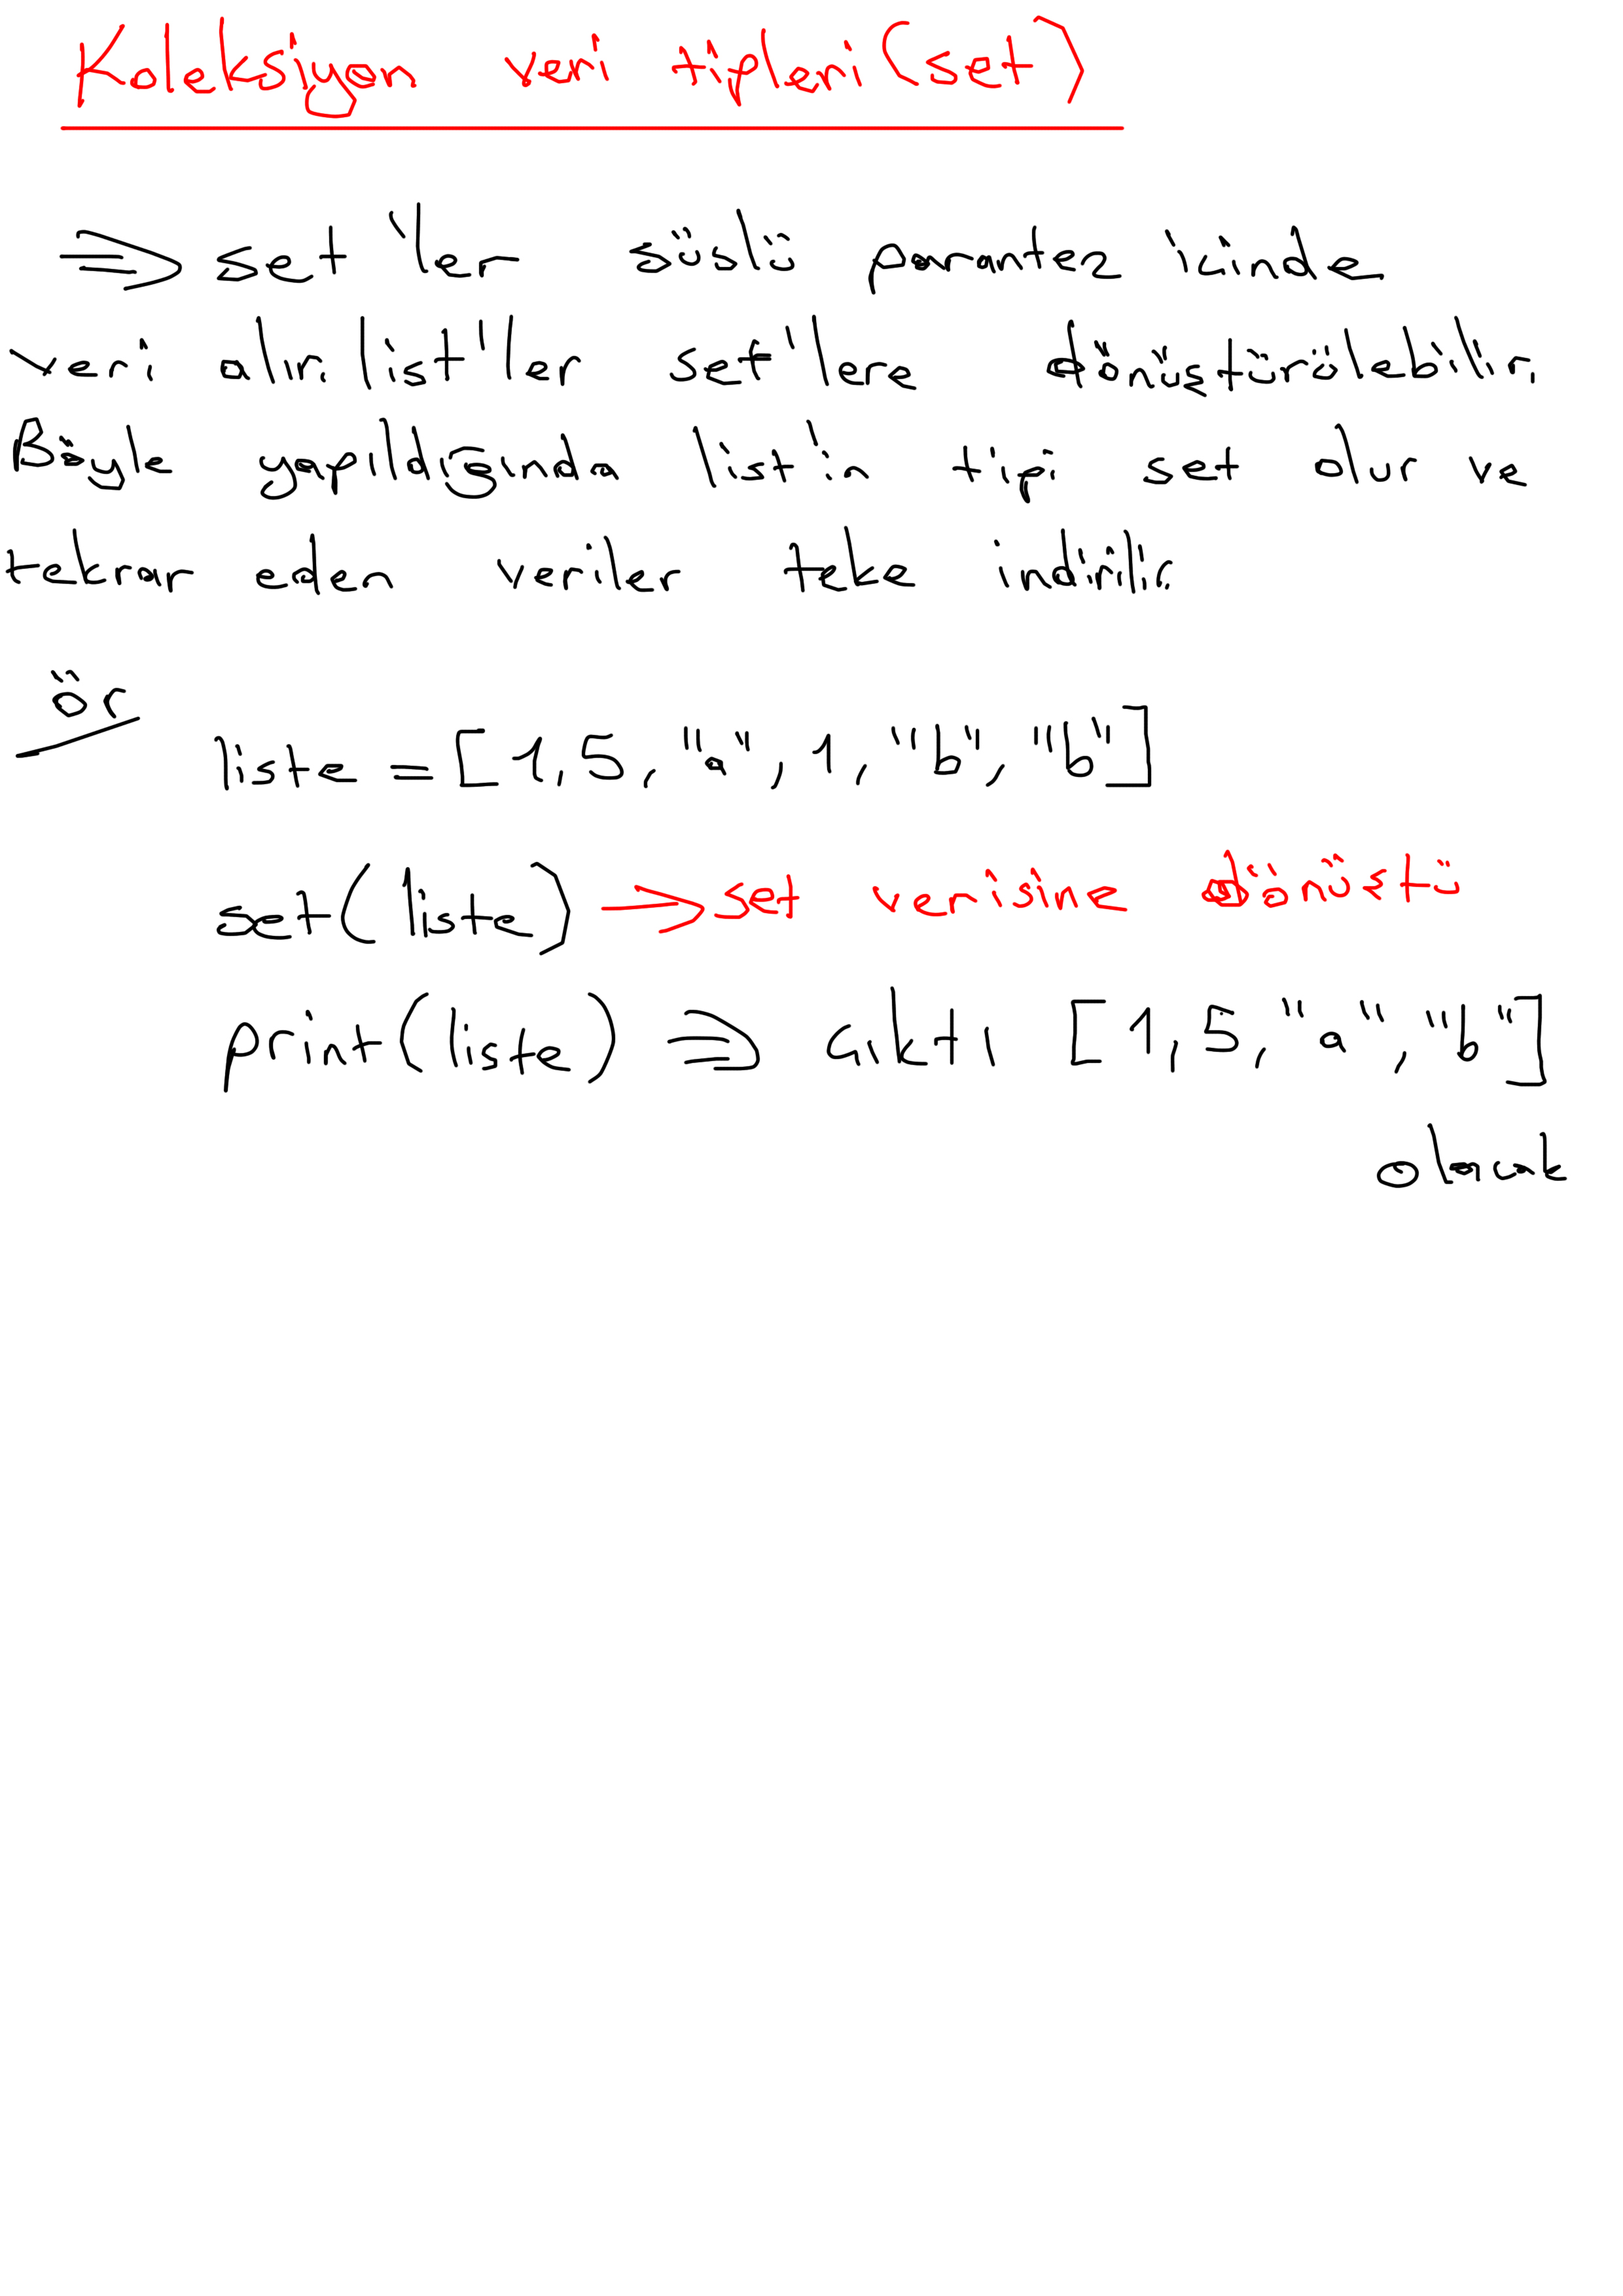 Koleksiyon veri tipleri (set)
⇒ set'ler süslü parantez içinde
veri alır. list'ler set'lere dönüştürülebilir.
Böyle yapıldığında list'in tipi set olur ve
tekrar eden veriler teke indirilir.
ör
liste = [1, 5, "a", 1, "b", "b"]
set(liste) → set verisine dönüştü
print(liste) ⇒ çıktı [1, 5, "a", "b"]
olacak